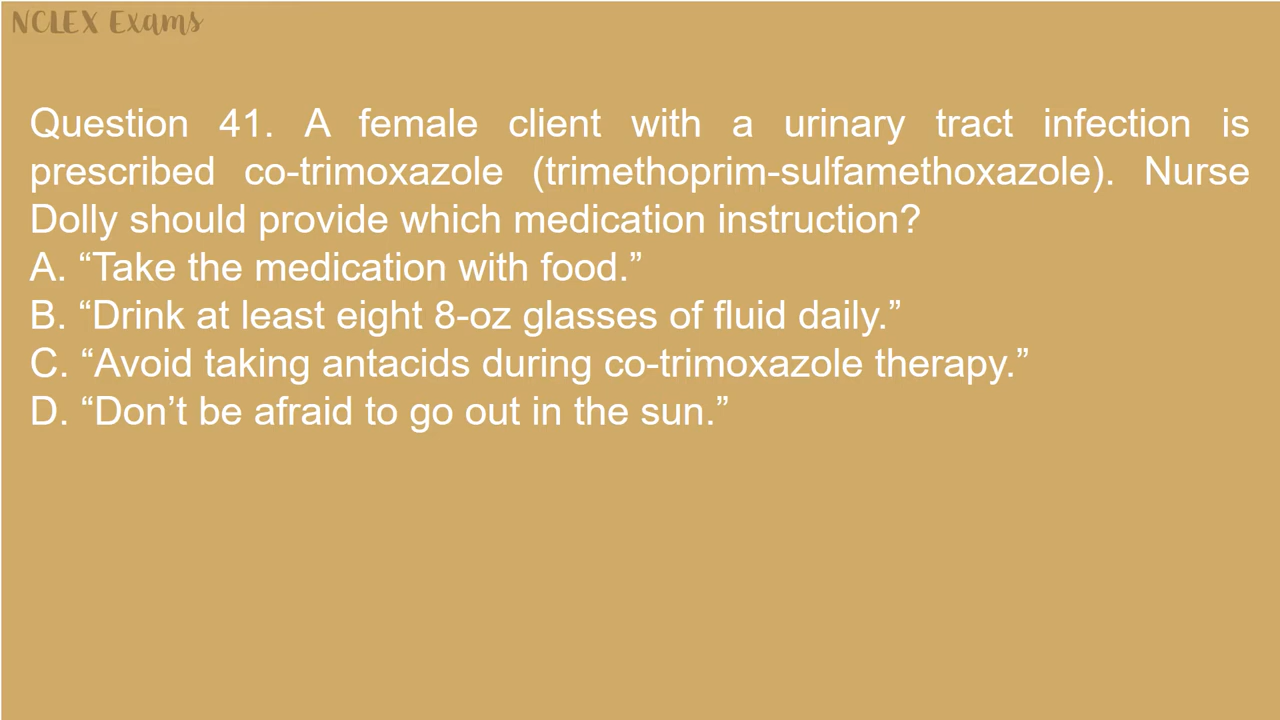 NCLEX Exams
Question 41. A female client with a urinary tract infection is
prescribed co-trimoxazole (trimethoprim-sulfamethoxazole). Nurse
Dolly should provide which medication instruction?
A. “Take the medication with food.”
B. “Drink at least eight 8-oz glasses of fluid daily.”
C. “Avoid taking antacids during co-trimoxazole therapy.”
D. “Don’t be afraid to go out in the sun.”